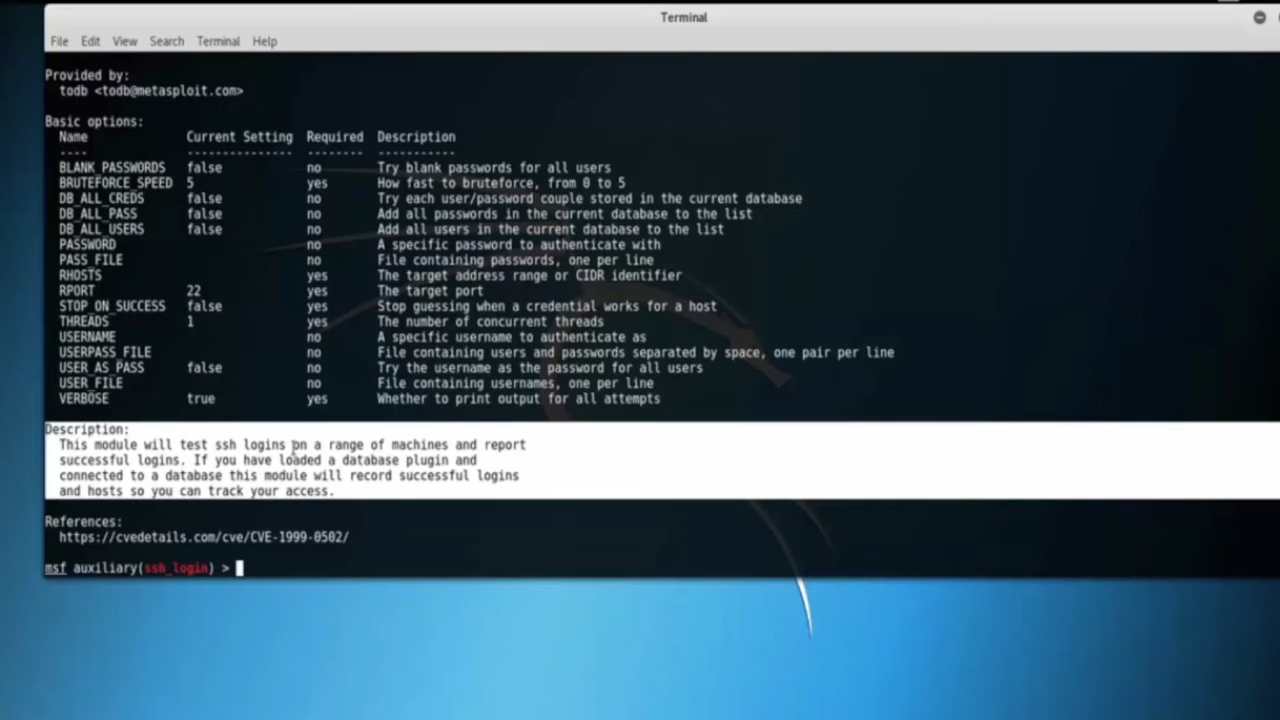 Terminal
File Edit View Search Terminal Help
Provided by:
todb <todb@metasploit.com>
Basic options:
Name Current Setting Required Description
---- --------------- -------- -----------
BLANK_PASSWORDS false no Try blank passwords for all users
BRUTEFORCE_SPEED 5 yes How fast to bruteforce, from 0 to 5
DB_ALL_CREDS false no Try each user/password couple stored in the current database
DB_ALL_PASS false no Add all passwords in the current database to the list
DB_ALL_USERS false no Add all users in the current database to the list
PASSWORD no A specific password to authenticate with
PASS_FILE no File containing passwords, one per line
RHOSTS yes The target address range or CIDR identifier
RPORT 22 yes The target port
STOP_ON_SUCCESS false yes Stop guessing when a credential works for a host
THREADS 1 yes The number of concurrent threads
USERNAME no A specific username to authenticate as
USERPASS_FILE no File containing users and passwords separated by space, one pair per line
USER_AS_PASS false no Try the username as the password for all users
USER_FILE no File containing usernames, one per line
VERBOSE true yes Whether to print output for all attempts
Description:
This module will test ssh logins on a range of machines and report
successful logins. If you have loaded a database plugin and
connected to a database this module will record successful logins
and hosts so you can track your access.
References:
https://cvedetails.com/cve/CVE-1999-0502/
msf auxiliary(ssh_login) >